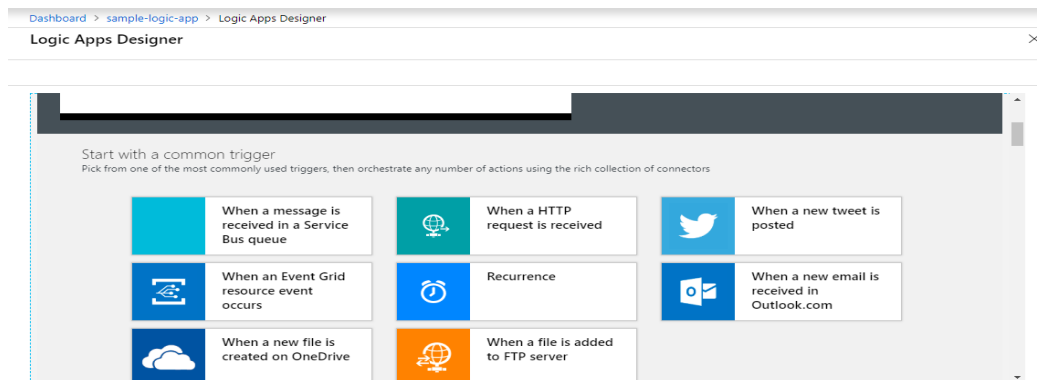 Dashboard > sample-logic-app > Logic Apps Designer
Logic Apps Designer
Start with a common trigger
Pick from one of the most commonly used triggers, then orchestrate any number of actions using the rich collection of connectors
When a message is
received in a Service
Bus queue
When a HTTP
request is received
When a new tweet is
posted
When an Event Grid
resource event
occurs
Recurrence
When a new email is
received in
Outlook.com
When a new file is
created on OneDrive
When a file is added
to FTP server